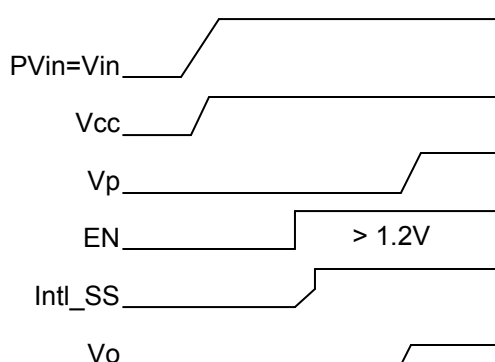 PVin=Vin
Vcc
Vp
EN
> 1.2V
Intl_SS
Vo